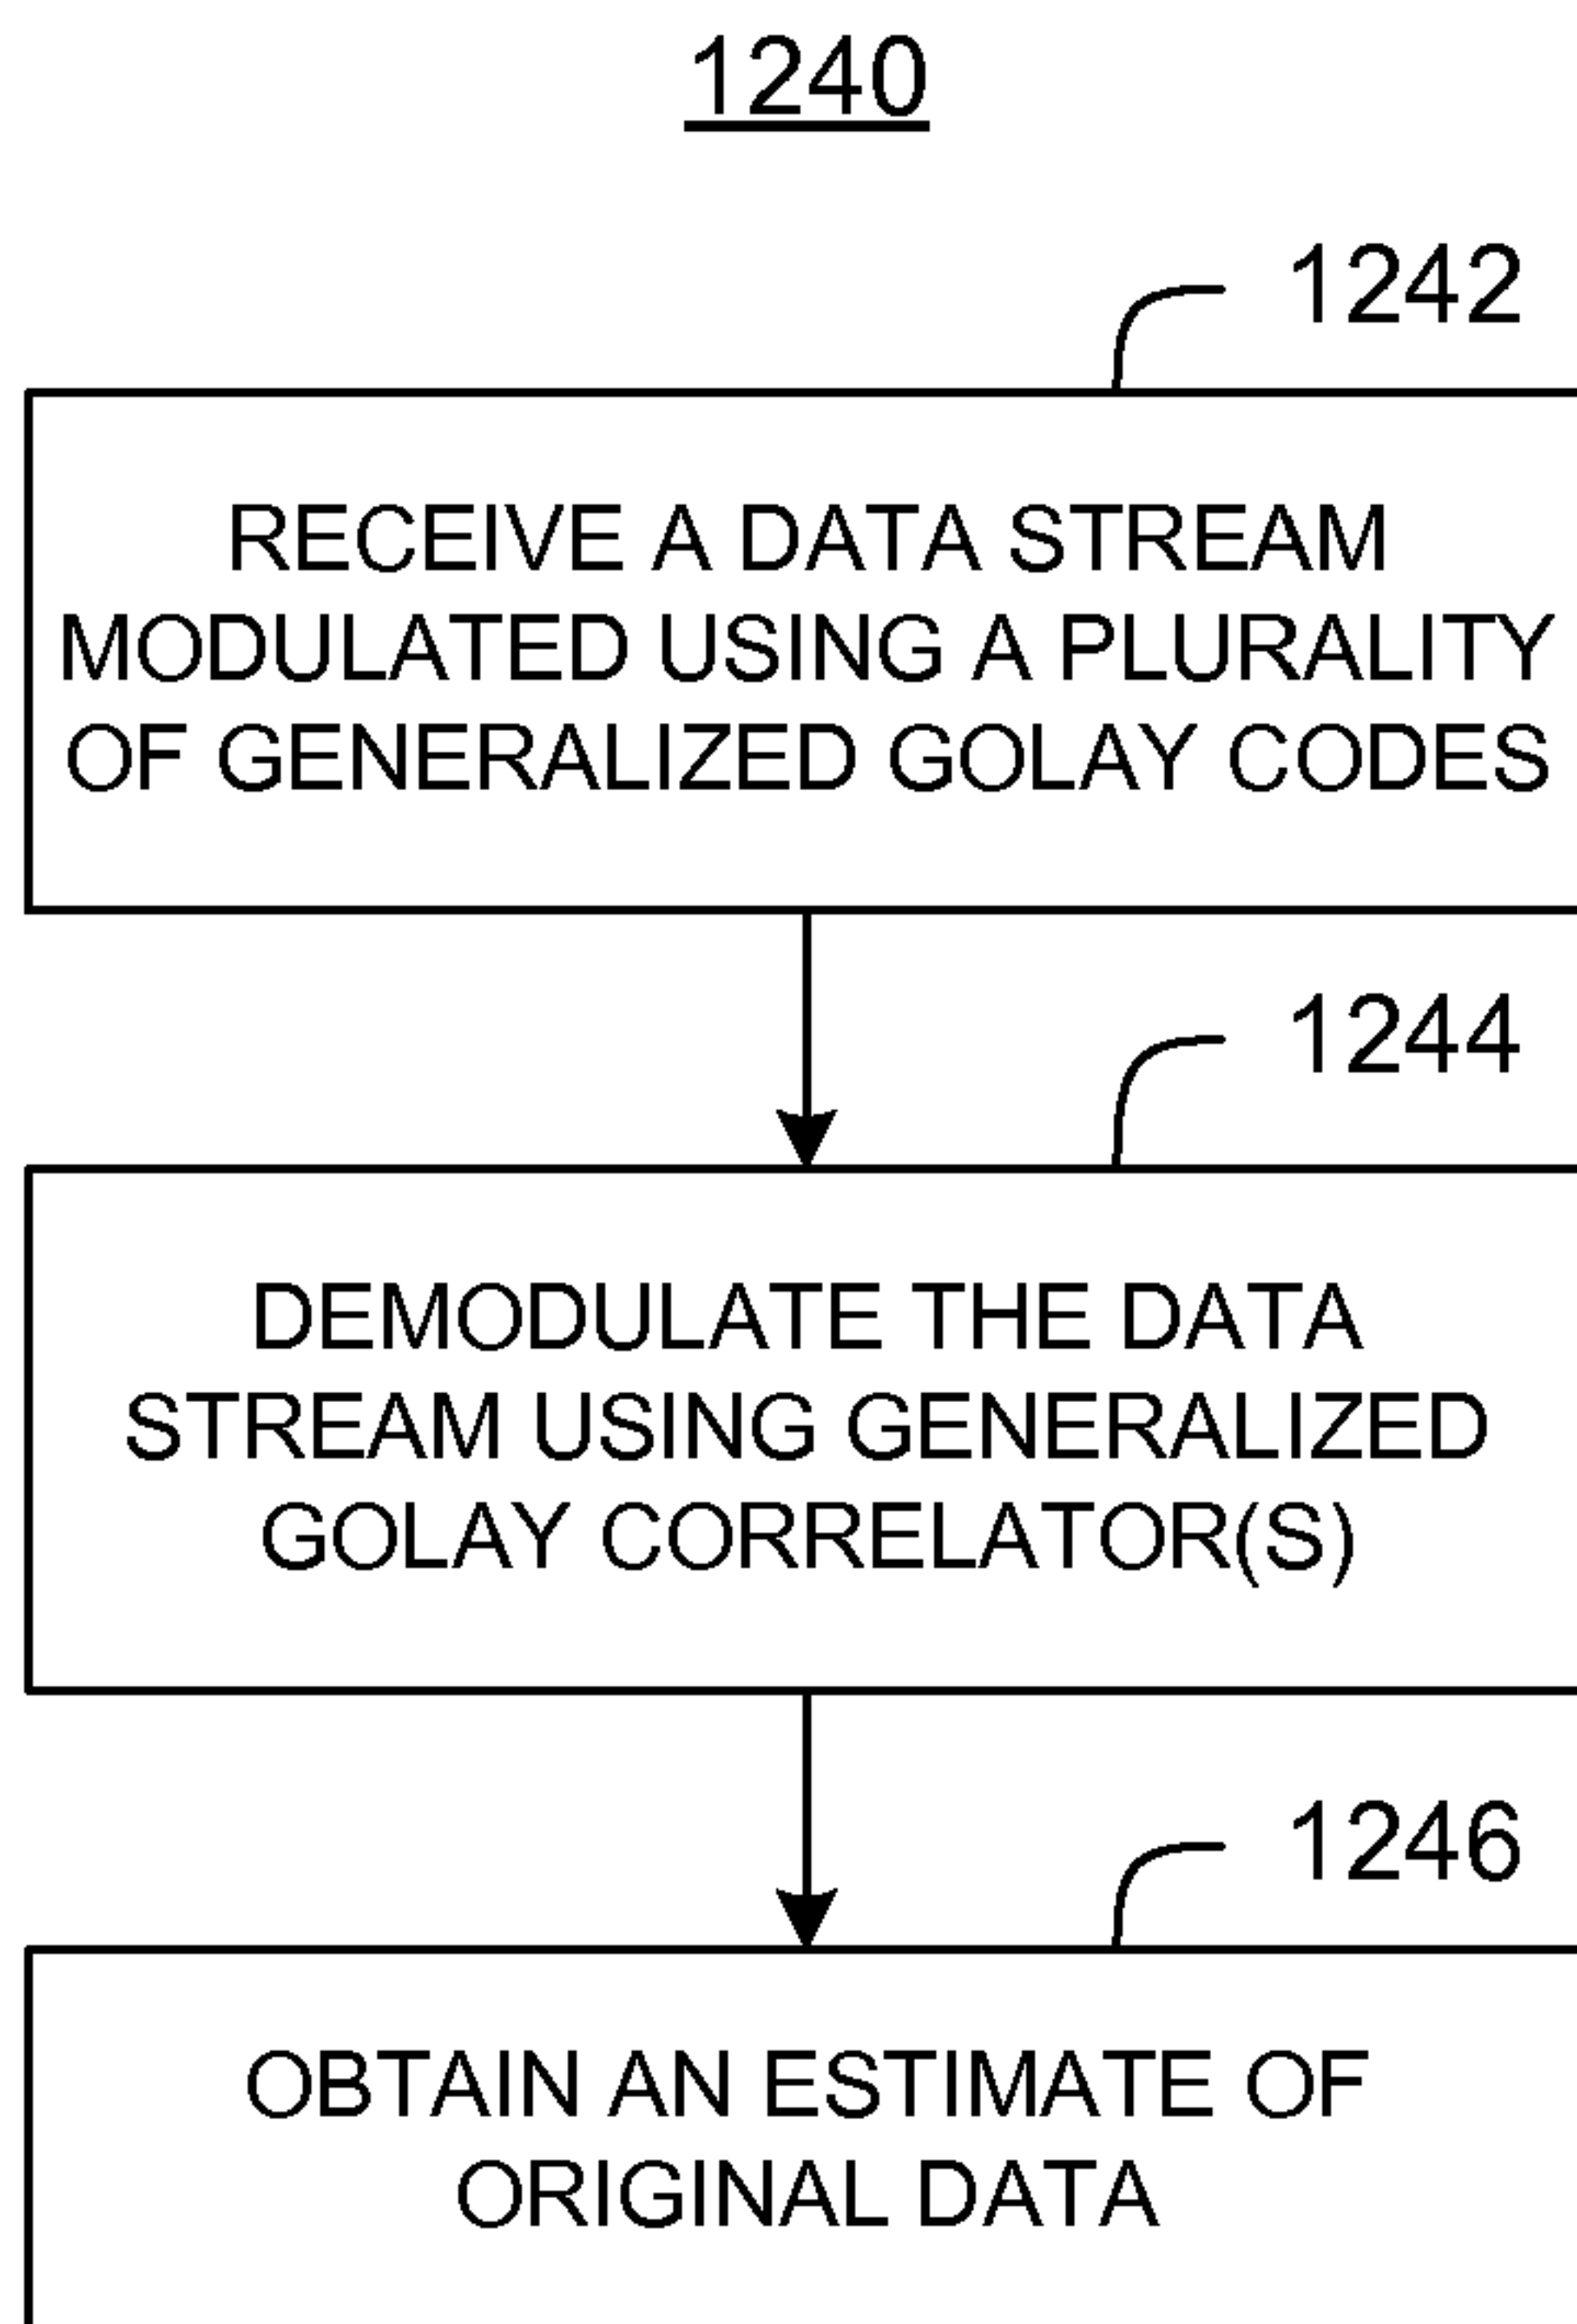 1240
1242
RECEIVE A DATA STREAM
MODULATED USING A PLURALITY
OF GENERALIZED GOLAY CODES
1244
DEMODULATE THE DATA
STREAM USING GENERALIZED
GOLAY CORRELATOR(S)
1246
OBTAIN AN ESTIMATE OF
ORIGINAL DATA